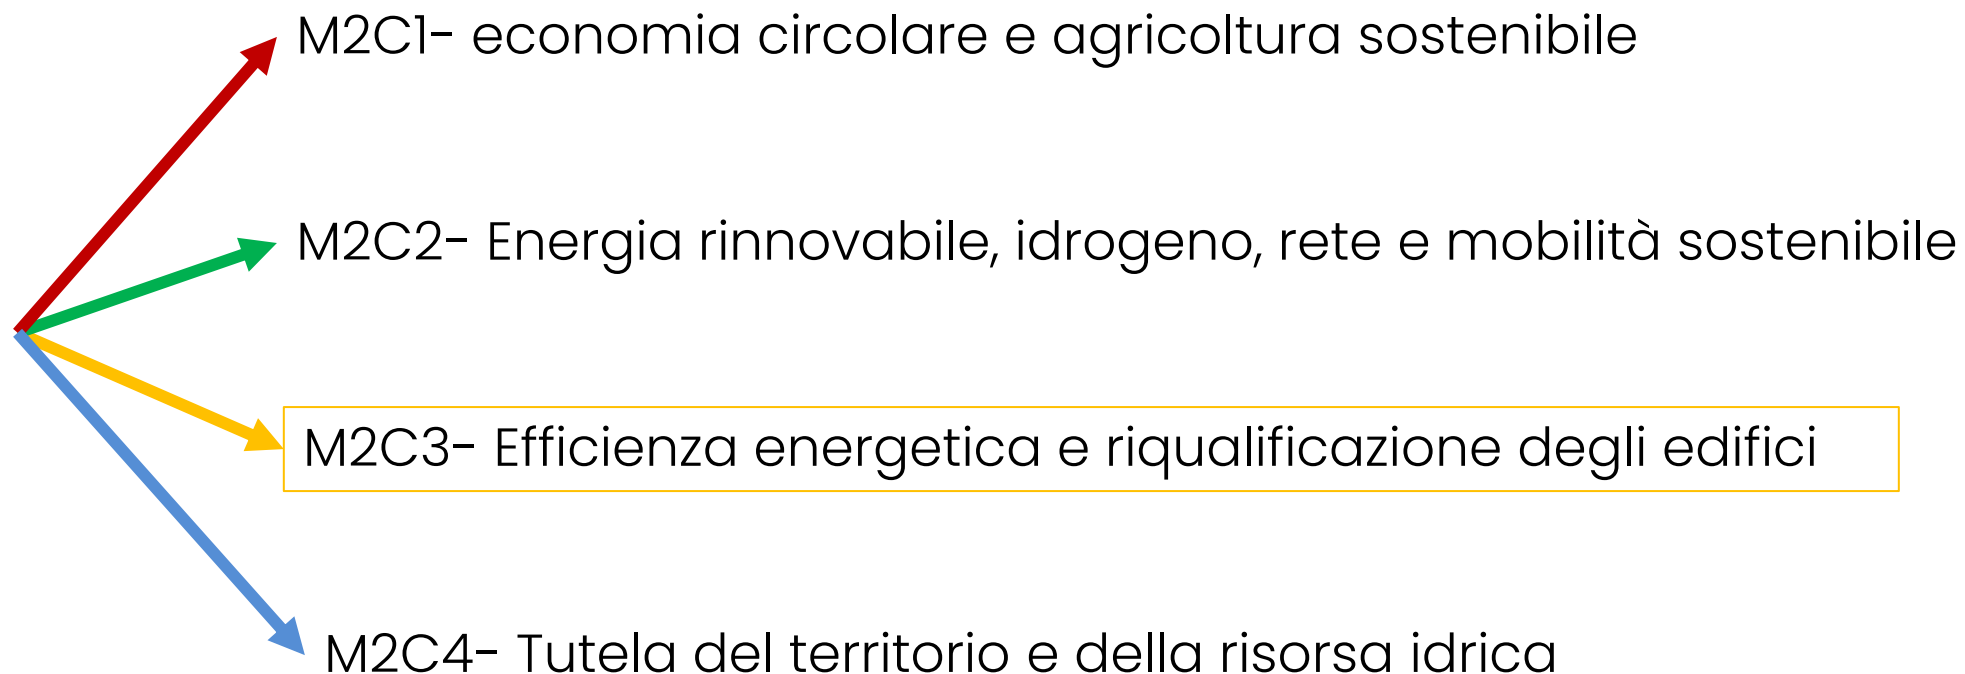 M2C1- economia circolare e agricoltura sostenibile
M2C2- Energia rinnovabile, idrogeno, rete e mobilità sostenibile
M2C3- Efficienza energetica e riqualificazione degli edifici
M2C4- Tutela del territorio e della risorsa idrica